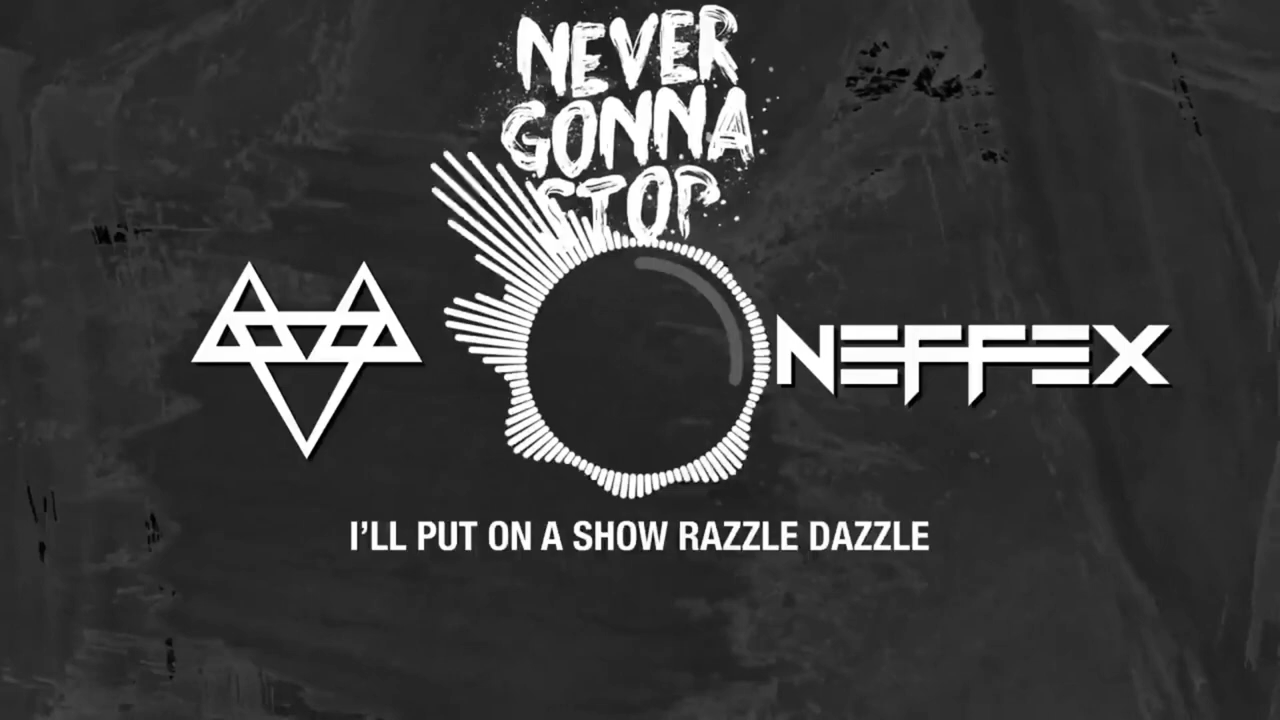 NEVER
GONNA
STOP
NEFFEX
I'LL PUT ON A SHOW RAZZLE DAZZLE